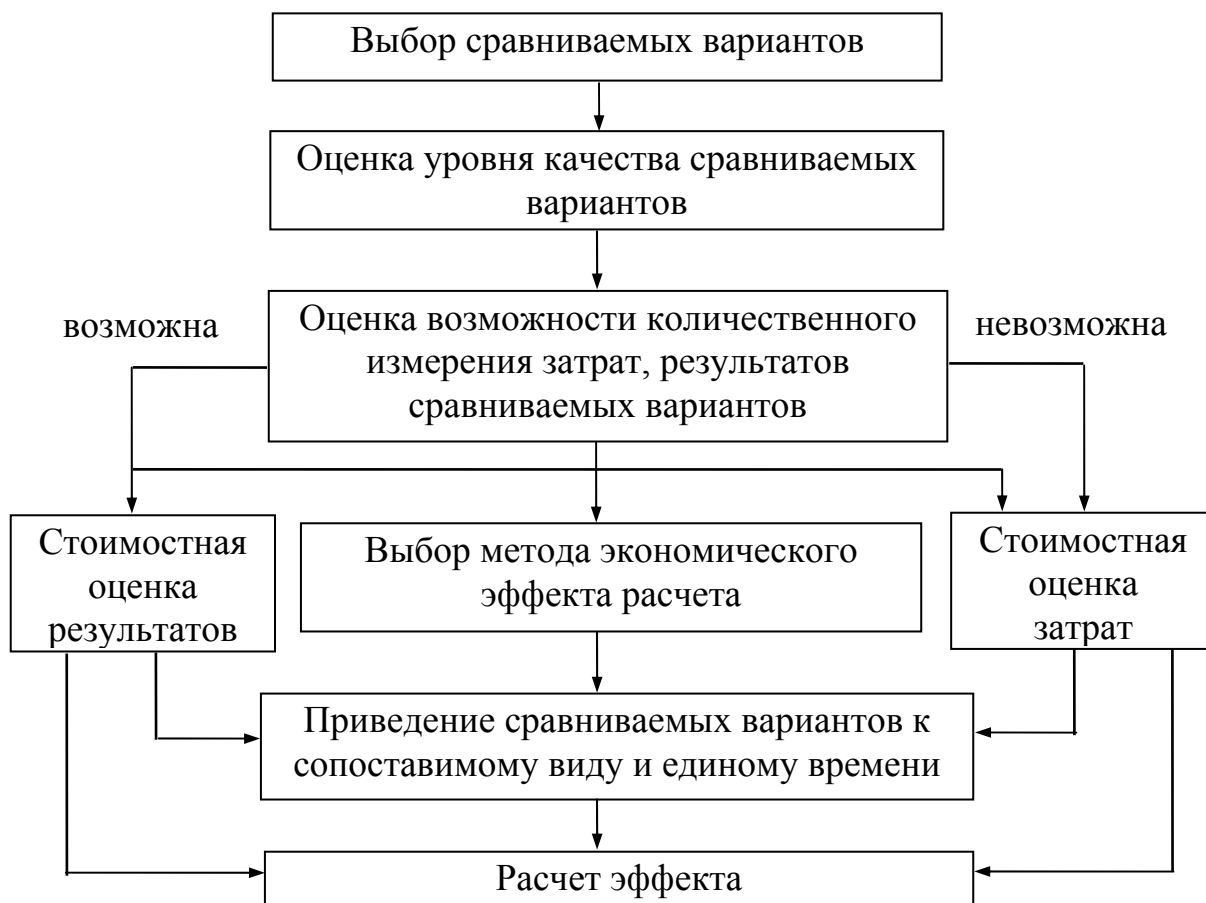 Выбор сравниваемых вариантов
Оценка уровня качества сравниваемых
вариантов
возможна
Оценка возможности количественного
измерения затрат, результатов
сравниваемых вариантов
невозможна
Стоимостная
оценка
результатов
Выбор метода экономического
эффекта расчета
Стоимостная
оценка
затрат
Приведение сравниваемых вариантов к
сопоставимому виду и единому времени
Расчет эффекта